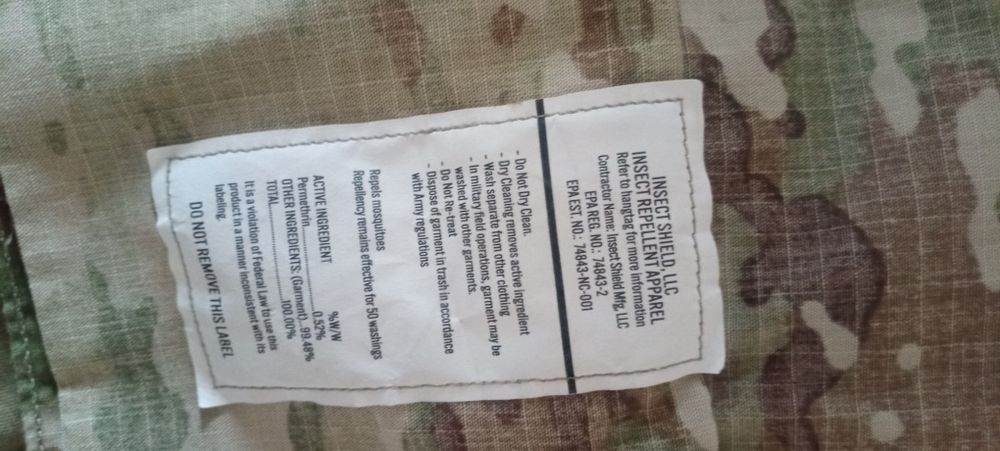 INSECT SHIELD, LLC
INSECT REPELLENT APPAREL
Refer to hangtag for more information
Contractor Name: Insect Shield Mfg, LLC
EPA REG. NO.: 74843-2
EPA EST. NO.: 74843-NC-001
- Do Not Dry Clean.
- Dry Cleaning removes active ingredient
- Wash separate from other clothing
- In military field operations, garment may be
washed with other garments.
- Do Not Re-treat
- Dispose of garment in trash in accordance
with Army regulations
Repels mosquitoes
Repellency remains effective for 50 washings
ACTIVE INGREDIENT %W/W
Permethrin....................0.52%
OTHER INGREDIENTS: (Garment)...99.48%
TOTAL....................100.00%
It is a violation of Federal Law to use this
product in a manner inconsistent with its
labeling.
DO NOT REMOVE THIS LABEL